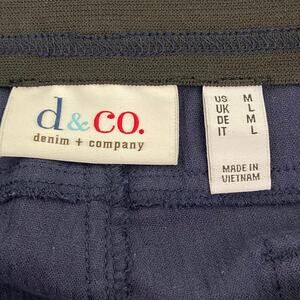 d&co.
denim + company
US M
UK L
DE M
IT L
MADE IN
VIETNAM